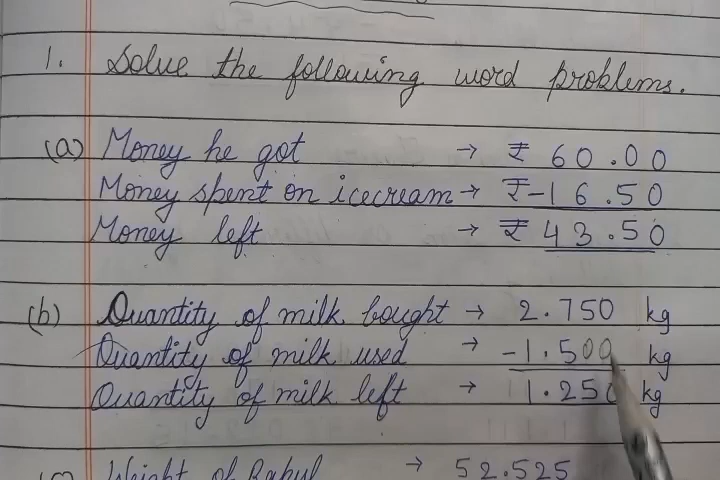 1. Solve the following word problems.
(a) Money he got → ₹ 60.00
Money spent on icecream → ₹ -16.50
Money left → ₹ 43.50
(b) Quantity of milk bought → 2.750 kg
Quantity of milk used → -1.500 kg
Quantity of milk left → 1.250 kg
(c) Weight of Rahul → 52.525